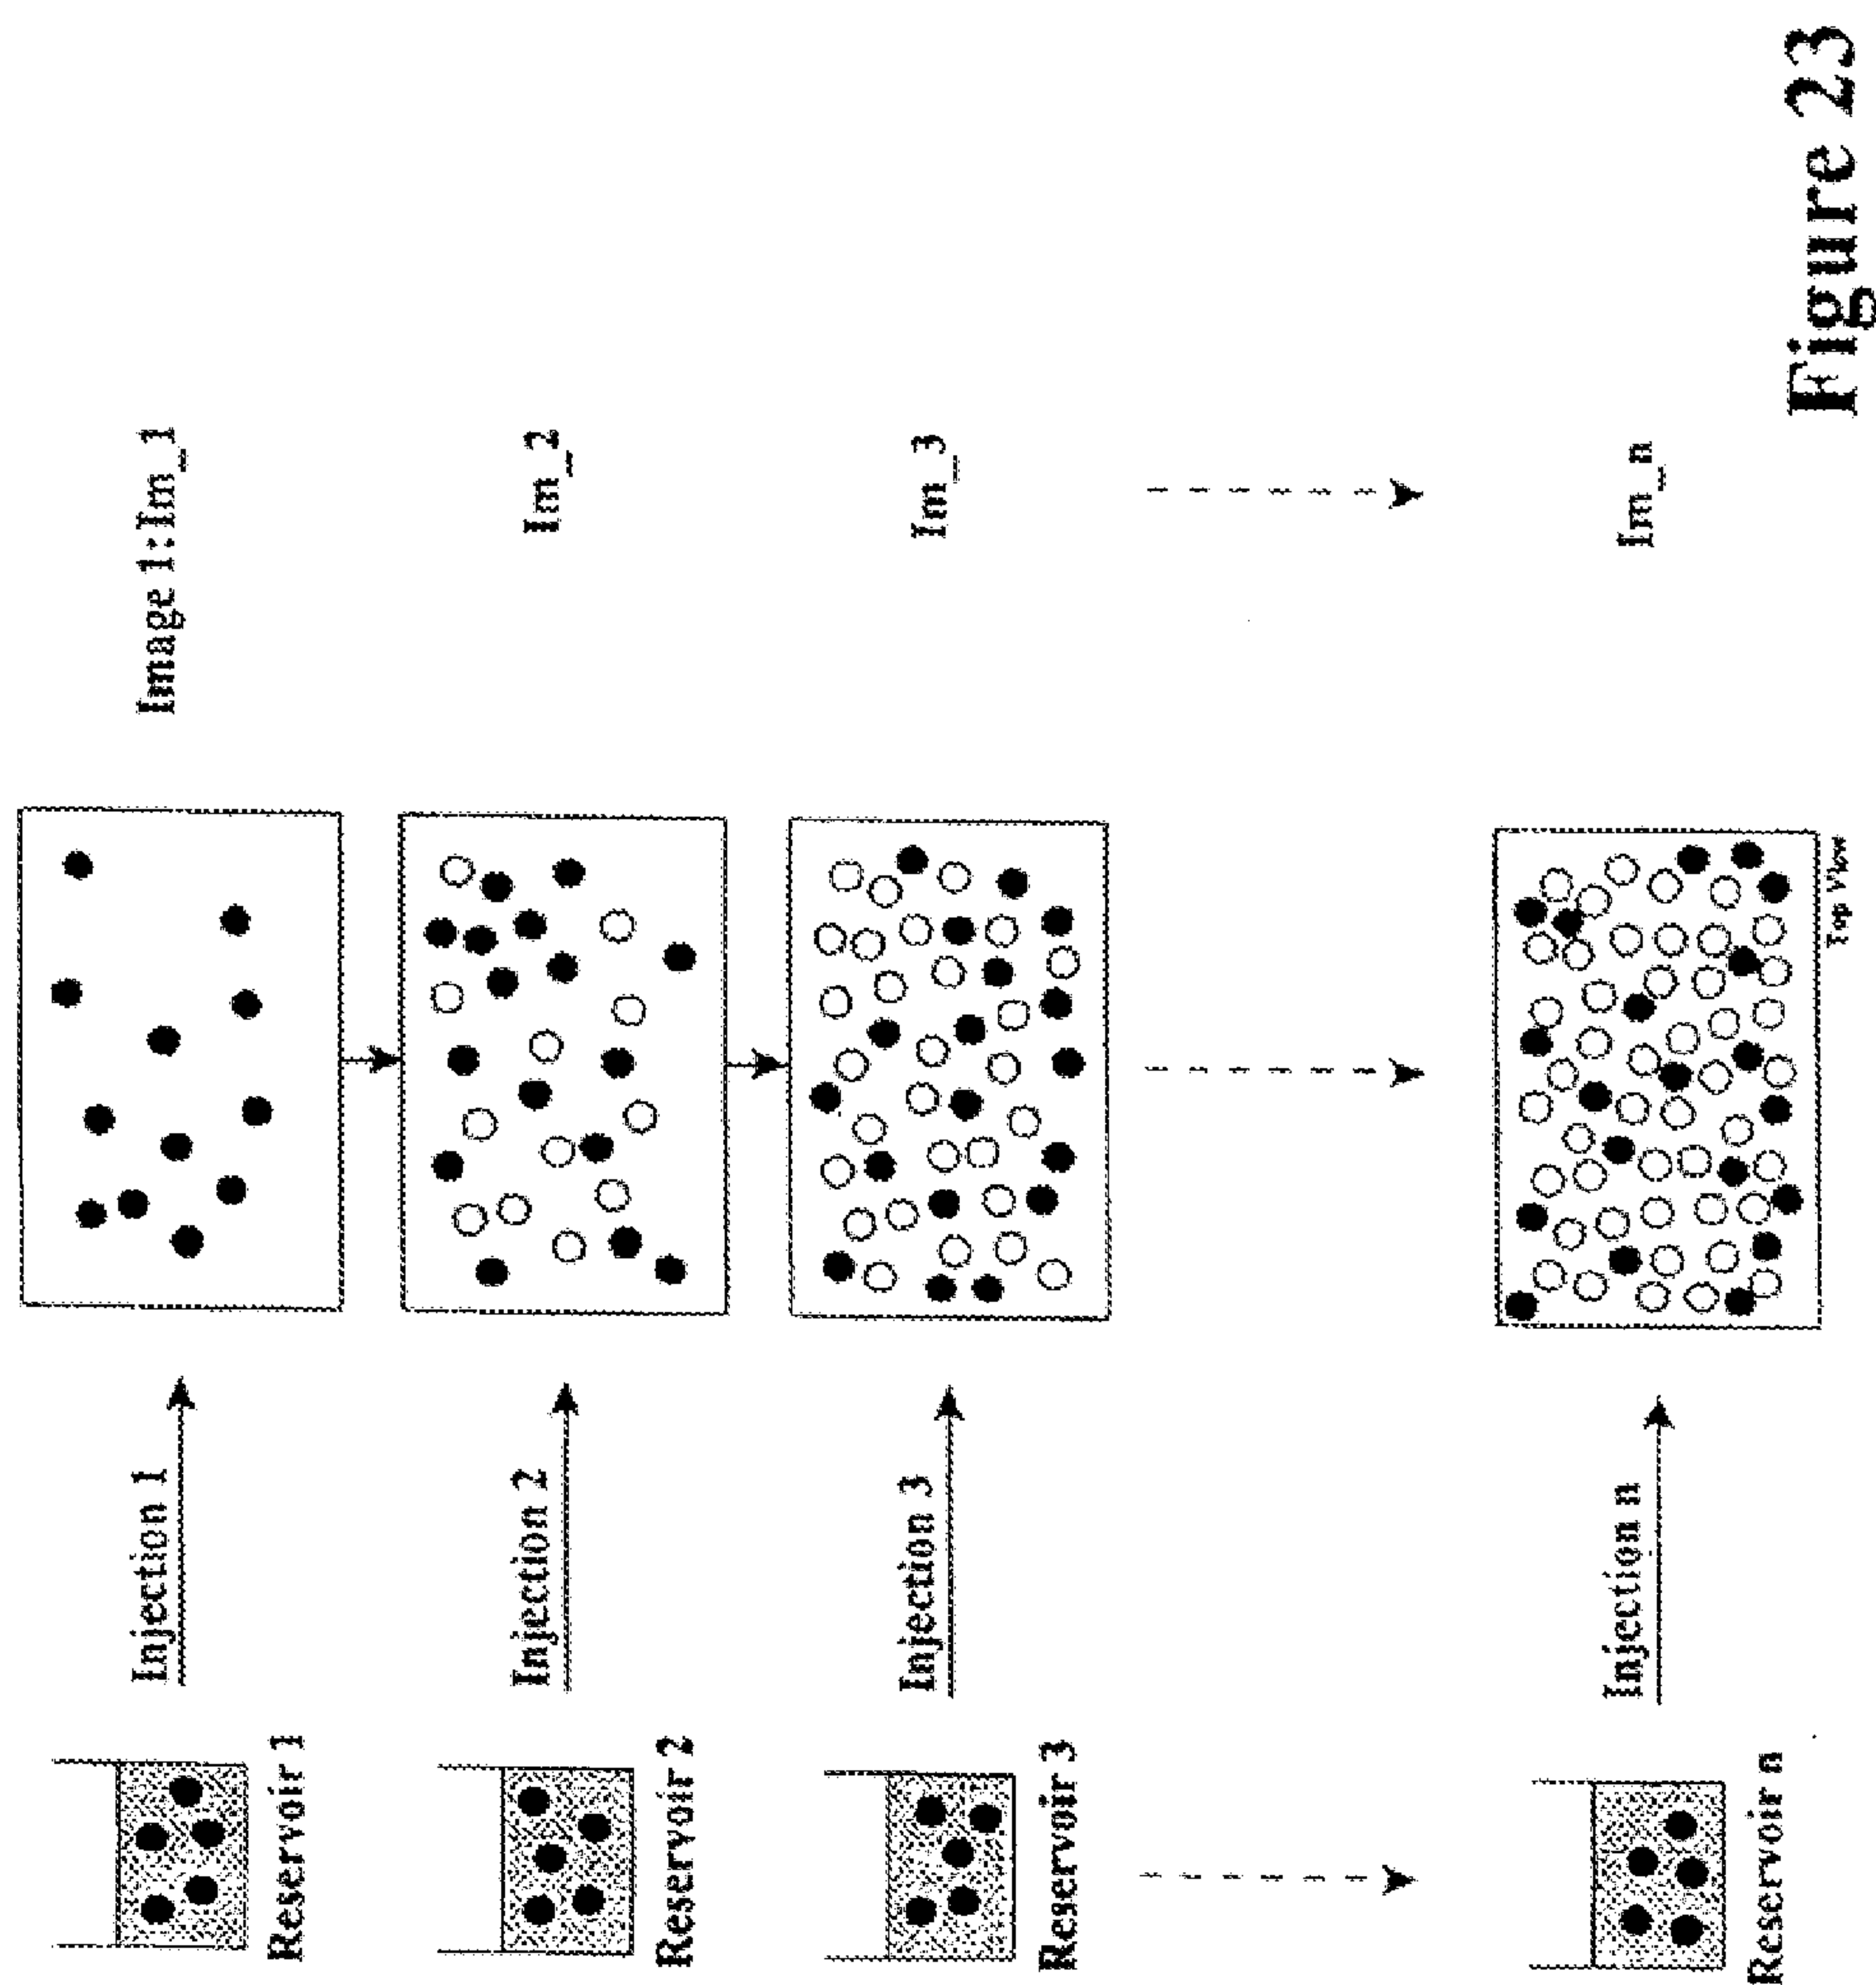 Image 1:Im_1
Im_2
Im_3
Im_n
Injection 1
Injection 2
Injection 3
Injection n
Reservoir 1
Reservoir 2
Reservoir 3
Reservoir n
Top View
Figure 23